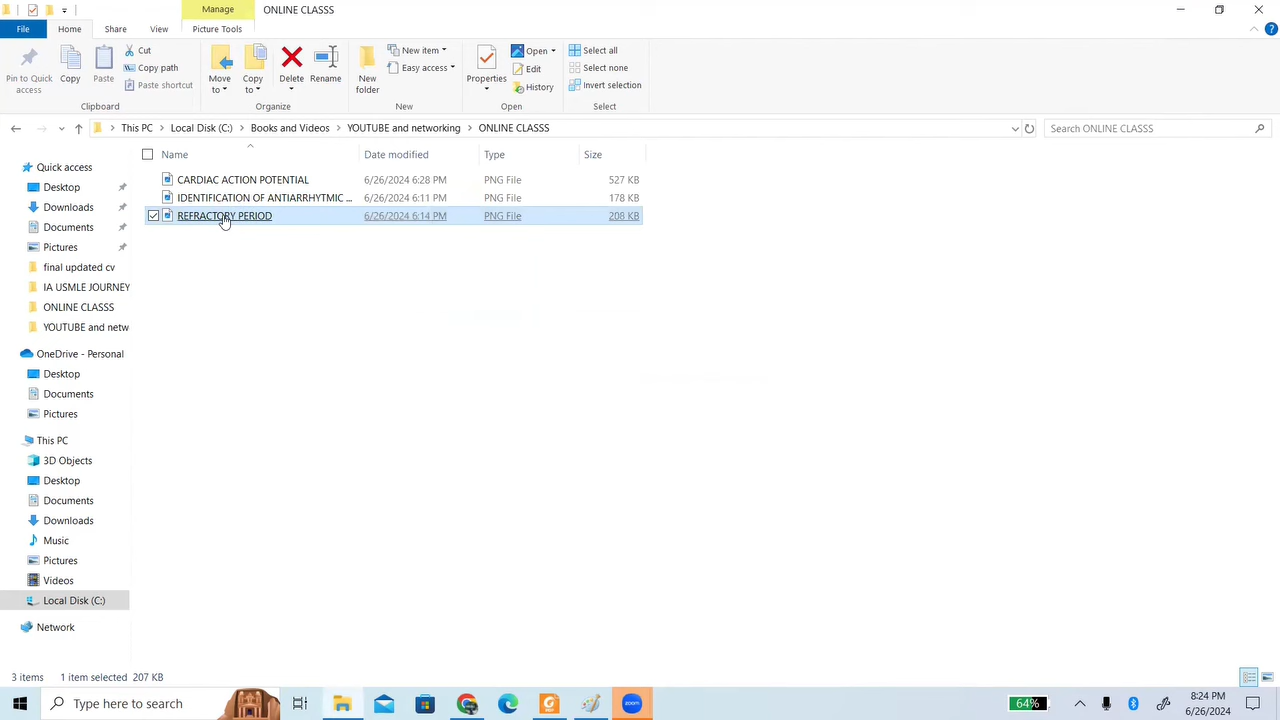 Manage
ONLINE CLASSS
File
Home
Share
View
Picture Tools
Pin to Quick access
Copy
Paste
Cut
Copy path
Paste shortcut
Clipboard
Move to
Copy to
Delete
Rename
Organize
New folder
New item
Easy access
New
Properties
Open
Edit
History
Open
Select all
Select none
Invert selection
Select
This PC
Local Disk (C:)
Books and Videos
YOUTUBE and networking
ONLINE CLASSS
Search ONLINE CLASSS
Name
Date modified
Type
Size
CARDIAC ACTION POTENTIAL 6/26/2024 6:28 PM PNG File 527 KB
IDENTIFICATION OF ANTIARRHYTMIC ... 6/26/2024 6:11 PM PNG File 178 KB
REFRACTORY PERIOD 6/26/2024 6:14 PM PNG File 208 KB
Quick access
Desktop
Downloads
Documents
Pictures
final updated cv
IA USMLE JOURNEY
ONLINE CLASSS
YOUTUBE and netw
OneDrive - Personal
Desktop
Documents
Pictures
This PC
3D Objects
Desktop
Documents
Downloads
Music
Pictures
Videos
Local Disk (C:)
Network
3 items
1 item selected 207 KB
Type here to search
zoom
64%
8:24 PM
6/26/2024